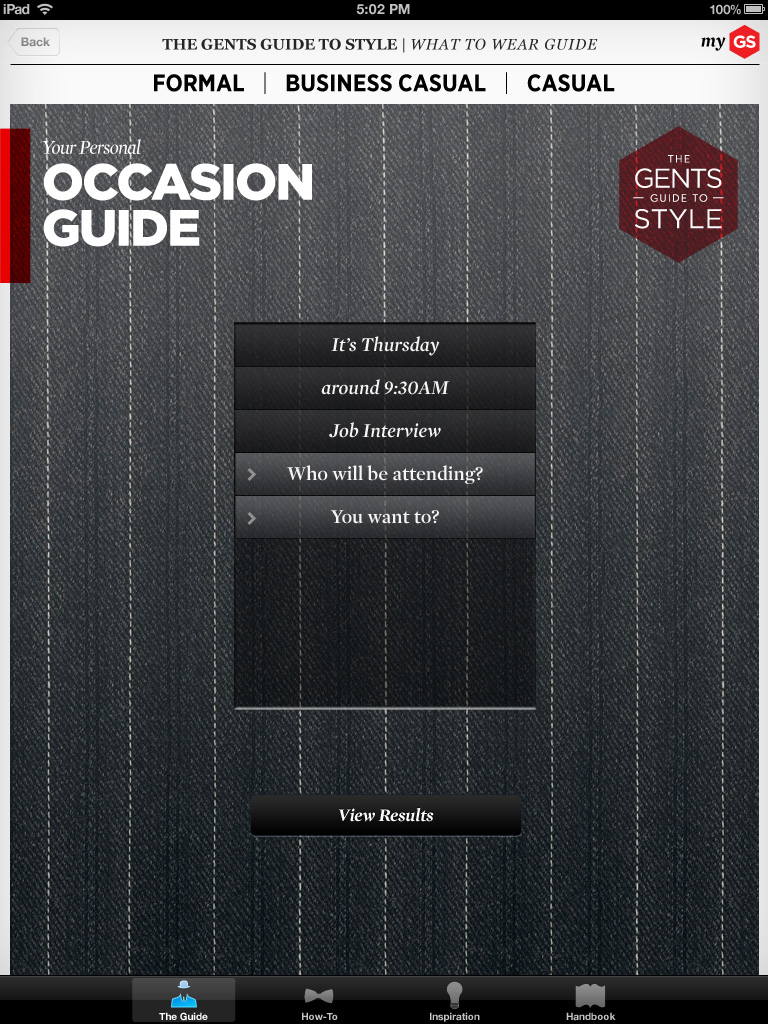 iPad 5:02 PM 100%
Back THE GENTS GUIDE TO STYLE | WHAT TO WEAR GUIDE my GS
FORMAL | BUSINESS CASUAL | CASUAL
Your Personal
OCCASION
GUIDE
THE
GENTS
GUIDE TO
STYLE
It's Thursday
around 9:30AM
Job Interview
Who will be attending?
You want to?
View Results
The Guide How-To Inspiration Handbook